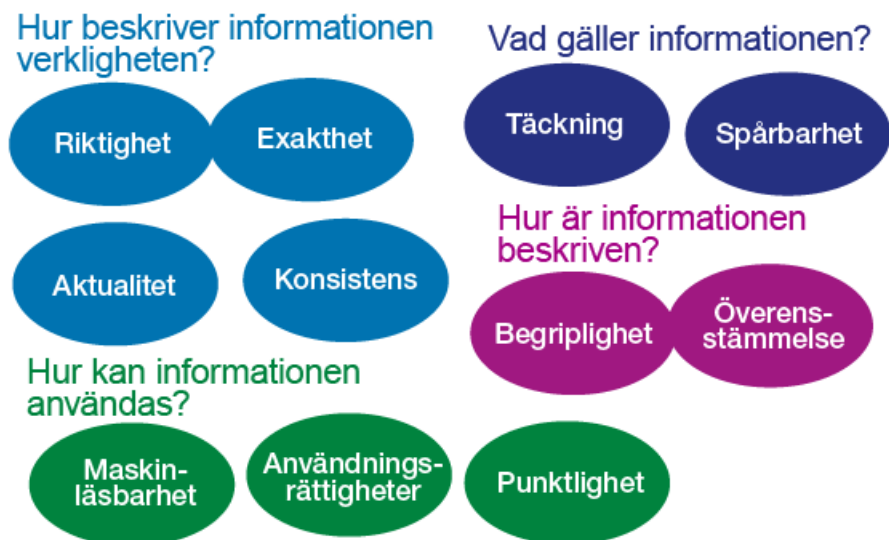 Hur beskriver informationen
verkligheten?
Riktighet
Exakthet
Aktualitet
Konsistens
Vad gäller informationen?
Täckning
Spårbarhet
Hur är informationen
beskriven?
Begriplighet
Överens-
stämmelse
Hur kan informationen
användas?
Maskin-
läsbarhet
Användnings-
rättigheter
Punktlighet